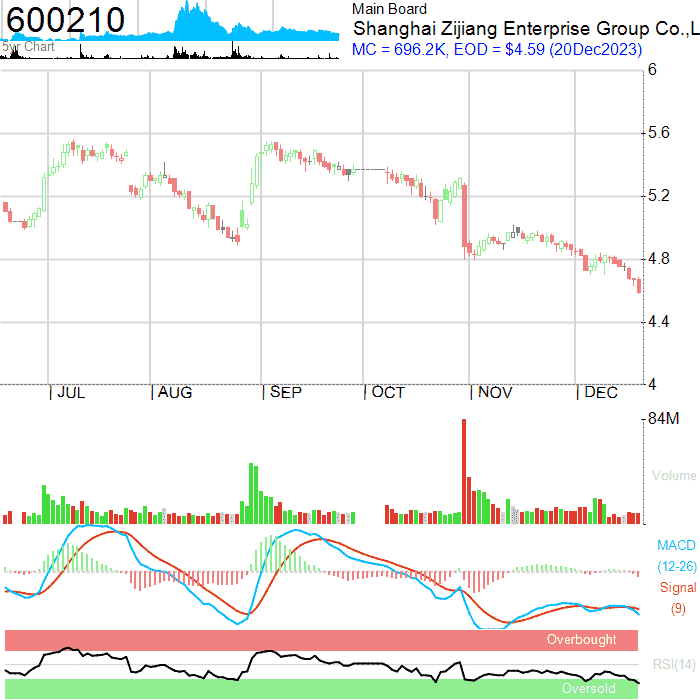 600210
5yr Chart
Main Board
Shanghai Zijiang Enterprise Group Co.,L
MC = 696.2K, EOD = $4.59 (20Dec2023)
6
5.6
5.2
4.8
4.4
4
JUL AUG SEP OCT NOV DEC
84M
Volume
MACD
(12-26)
Signal
(9)
Overbought
RSI(14)
Oversold